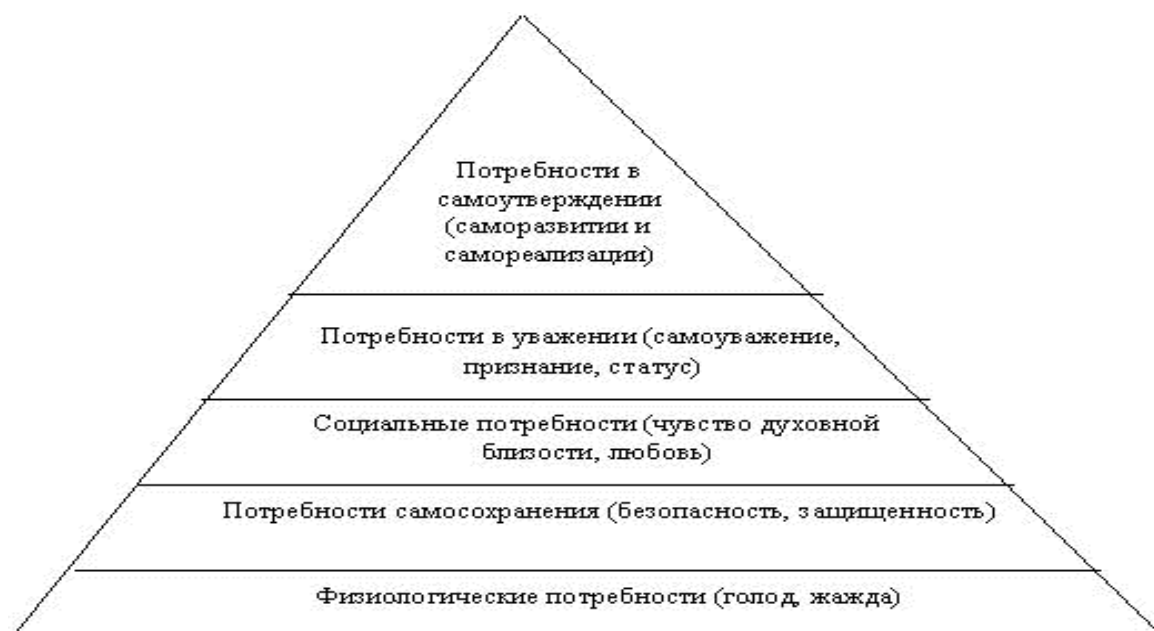 Потребности в
самоутверждении
(саморазвитии и
самореализации)
Потребности в уважении (самоуважение,
признание, статус)
Социальные потребности (чувство духовной
близости, любовь)
Потребности самосохранения (безопасность, защищенность)
Физиологические потребности (голод, жажда)